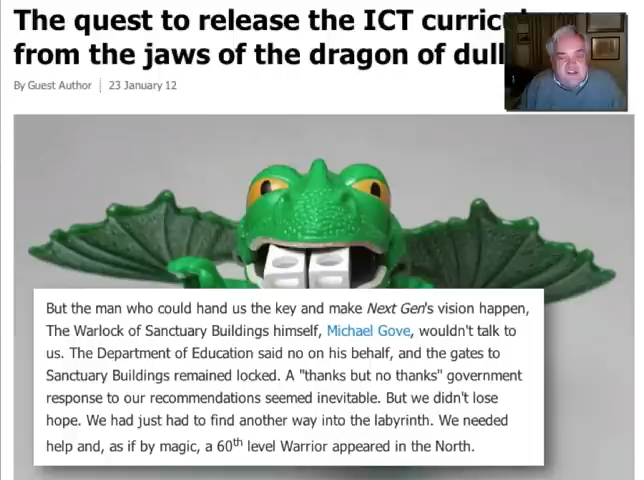 The quest to release the ICT
from the jaws of the dragon of
By Guest Author 23 January 12
But the man who could hand us the key and make Next Gen's vision happen,
The Warlock of Sanctuary Buildings himself, Michael Gove, wouldn't talk to
us. The Department of Education said no on his behalf, and the gates to
Sanctuary Buildings remained locked. A "thanks but no thanks" government
response to our recommendations seemed inevitable. But we didn't lose
hope. We had just had to find another way into the labyrinth. We needed
help and, as if by magic, a 60th level Warrior appeared in the North.